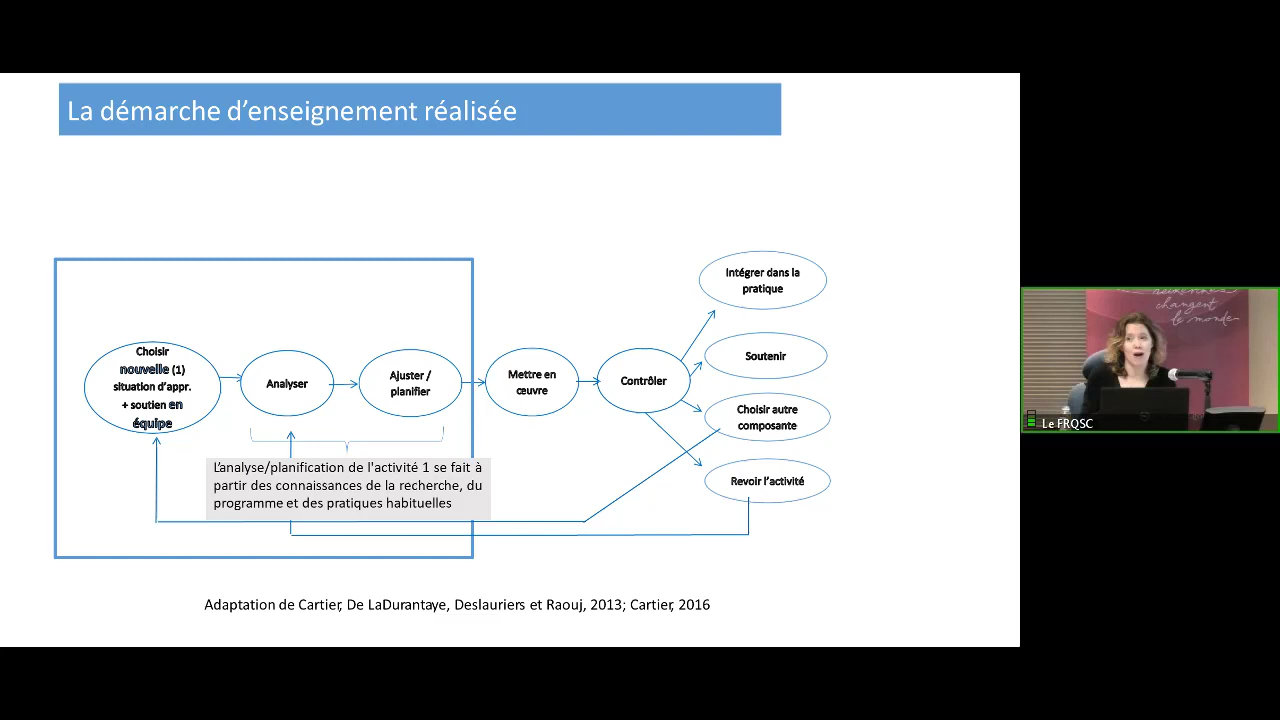 La démarche d’enseignement réalisée
Intégrer dans la
pratique
Choisir
nouvelle (1)
situation d’appr.
+ soutien en
équipe
Analyser
Ajuster /
planifier
Mettre en
œuvre
Contrôler
Soutenir
Choisir autre
composante
Revoir l’activité
L’analyse/planification de l'activité 1 se fait à
partir des connaissances de la recherche, du
programme et des pratiques habituelles
Adaptation de Cartier, De LaDurantaye, Deslauriers et Raouj, 2013; Cartier, 2016
changent
le monde
Le FRQSC